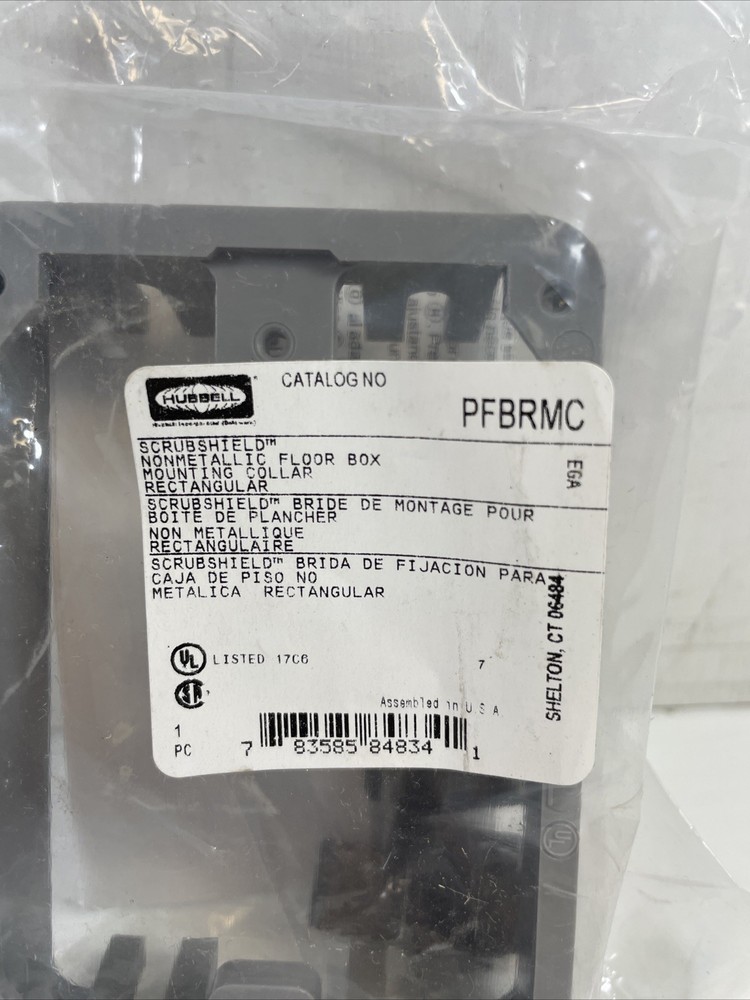 HUBBELL
CATALOG NO
PFBRMC
SCRUBSHIELD™
NONMETALLIC FLOOR BOX
MOUNTING COLLAR
RECTANGULAR
EGA
SCRUBSHIELD™ BRIDE DE MONTAGE POUR
BOITE DE PLANCHER
NON METALLIQUE
RECTANGULAIRE
SCRUBSHIELD™ BRIDA DE FIJACION PARA
CAJA DE PISO NO
METALICA RECTANGULAR
SHELTON, CT 06484
UL LISTED 17C6
7
Assembled in U S A
1
PC
7 83585 84834 1
UL